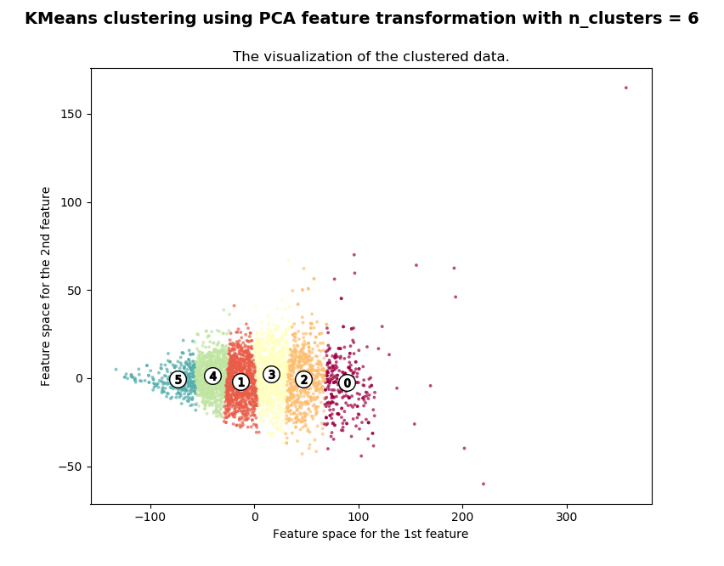 KMeans clustering using PCA feature transformation with n_clusters = 6
The visualization of the clustered data.
150
100
50
0
−50
5 4 1 3 2 0
−100 0 100 200 300
Feature space for the 2nd feature
Feature space for the 1st feature